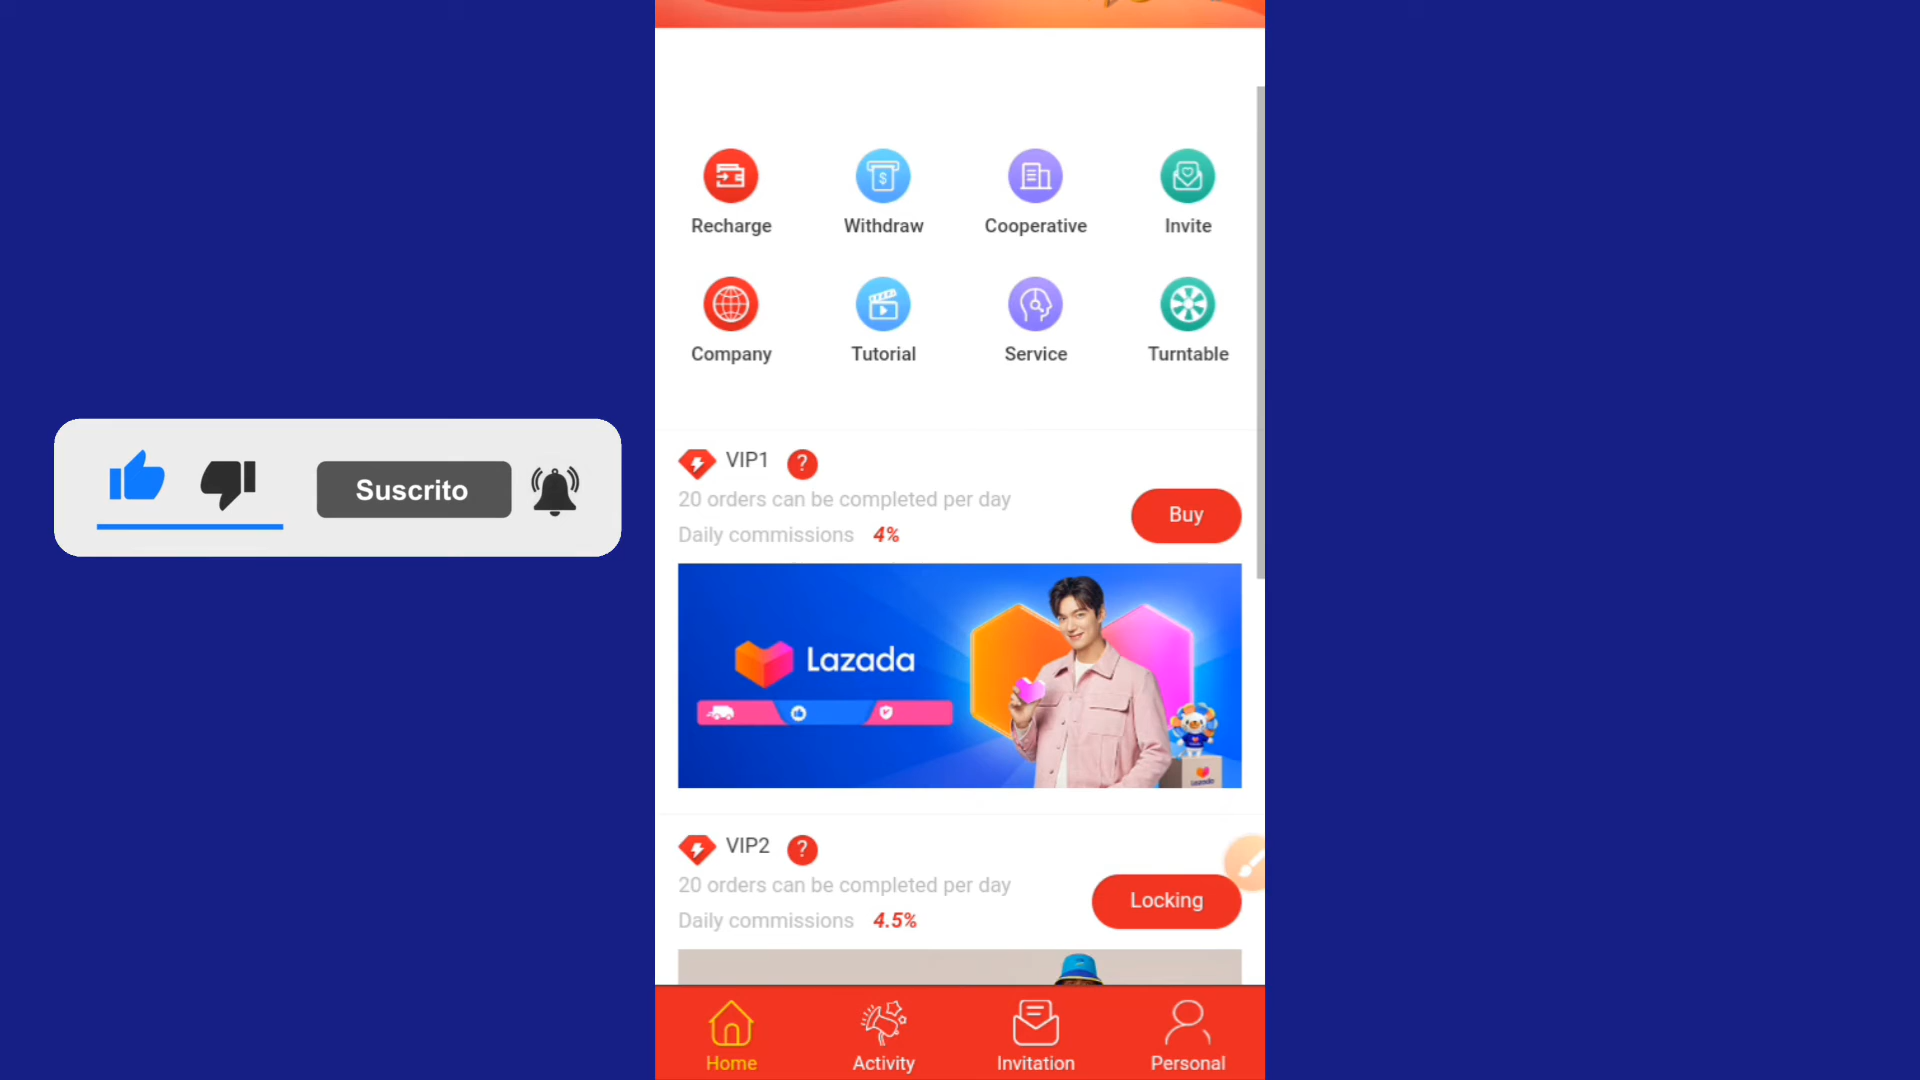 Recharge
Withdraw
Cooperative
Invite
Company
Tutorial
Service
Turntable
VIP1 ?
20 orders can be completed per day
Daily commissions 4%
Buy
Suscrito
Lazada
VIP2 ?
20 orders can be completed per day
Daily commissions 4.5%
Locking
Home
Activity
Invitation
Personal